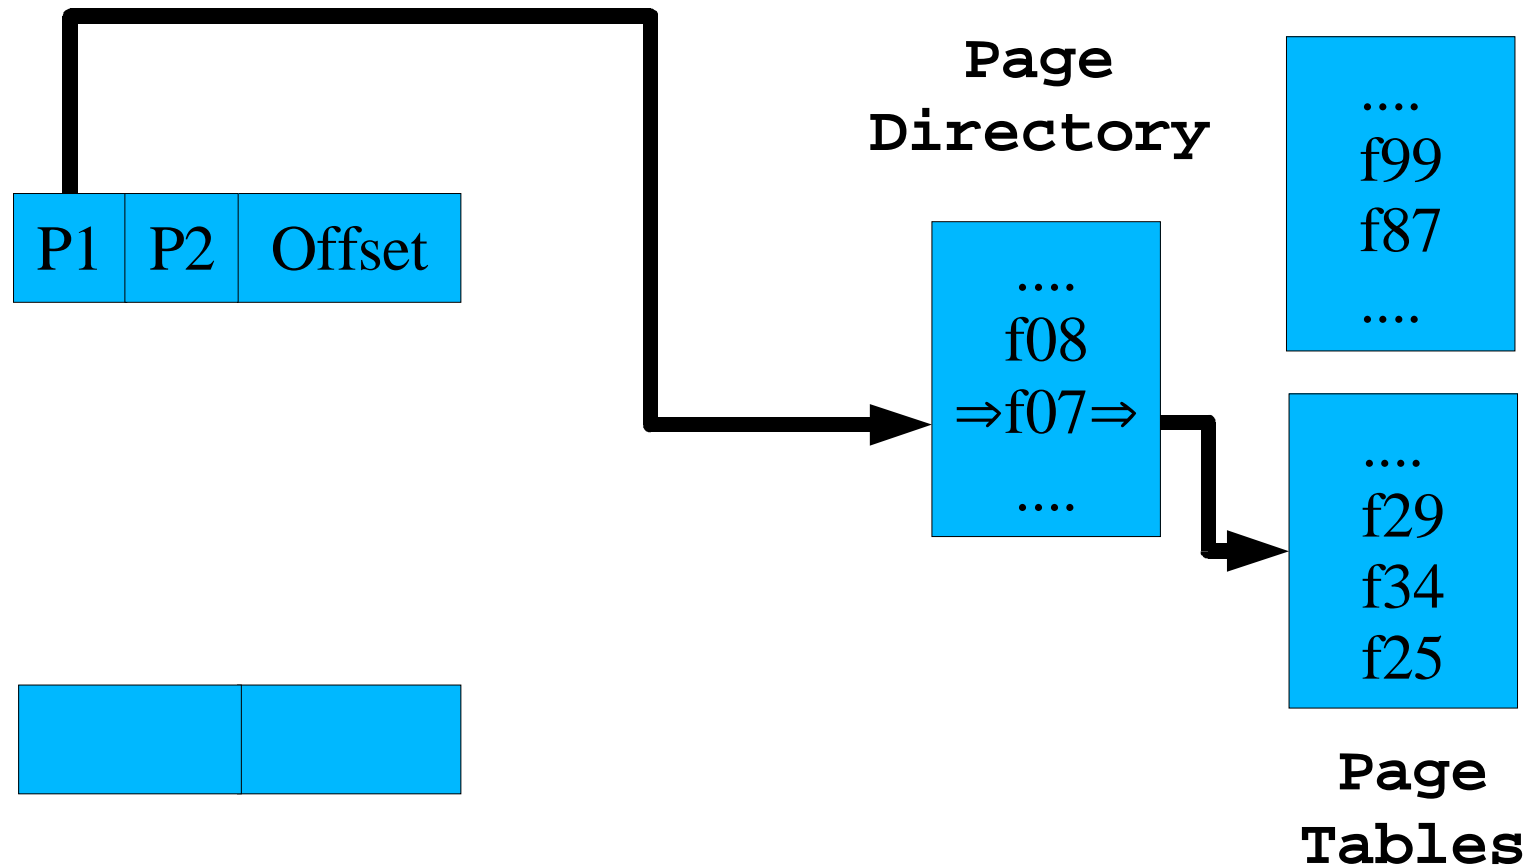 Page
Directory
P1 P2 Offset
....
f08
⇒f07⇒
....
....
f99
f87
....
....
f29
f34
f25
Page
Tables